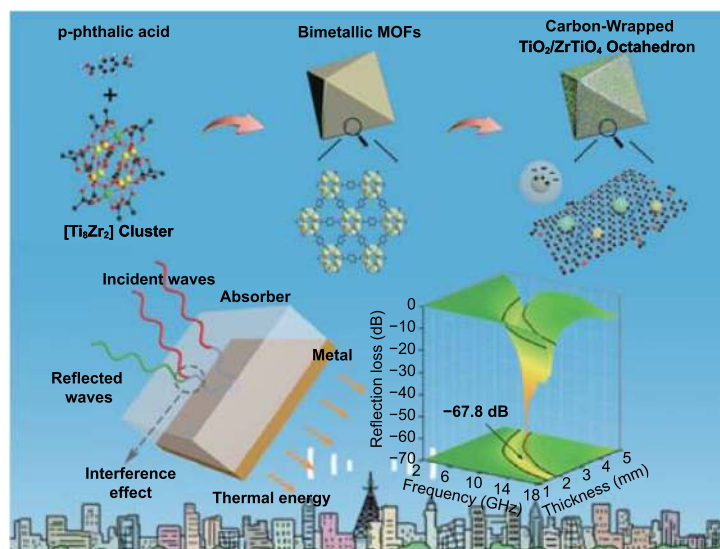 p-phthalic acid
Bimetallic MOFs
Carbon-Wrapped
TiO₂/ZrTiO₄ Octahedron
+
[Ti₈Zr₂] Cluster
Incident waves
Absorber
Metal
Reflected
waves
Interference
effect
Thermal energy
Reflection loss (dB)
0
−10
−20
−30
−40
−50
−60
−70
−67.8 dB
2
6
10
14
18
Frequency (GHz)
1
2
3
4
5
Thickness (mm)